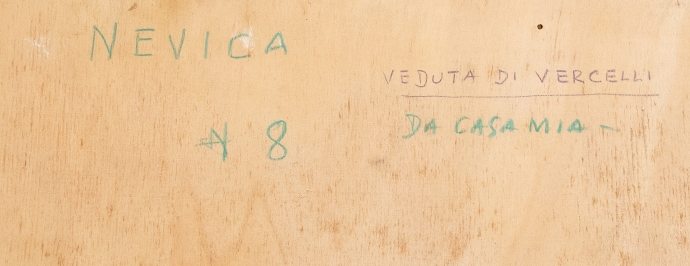 NEVICA
VEDUTA DI VERCELLI
DA CASA MIA -
N 8